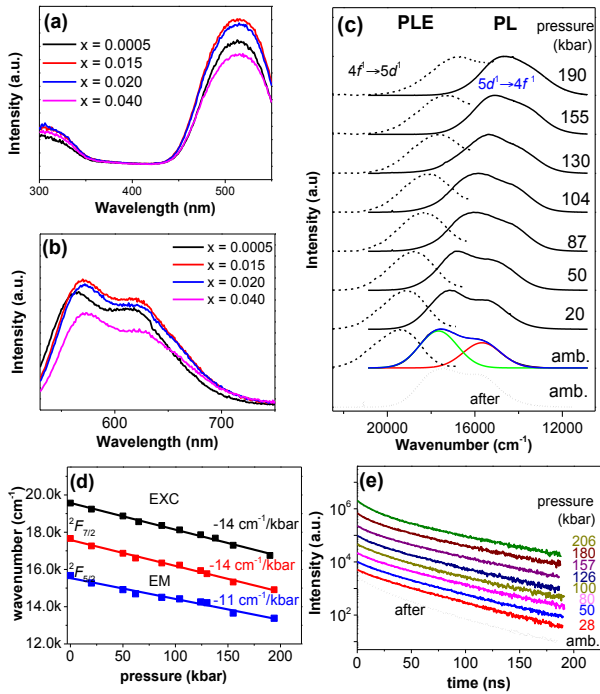 (a)
x = 0.0005
x = 0.015
x = 0.020
x = 0.040
Intensity (a.u.)
300 400 500
Wavelength (nm)
(b)
x = 0.0005
x = 0.015
x = 0.020
x = 0.040
Intensity (a.u.)
600 700
Wavelength (nm)
(c) PLE PL pressure
(kbar)
4f¹→5d¹
5d¹→4f¹
190
155
130
104
87
50
20
amb.
amb.
after
Intensity (a.u)
20000 16000 12000
Wavenumber (cm⁻¹)
(d)
EXC
-14 cm⁻¹/kbar
²F7/2
-14 cm⁻¹/kbar
²F5/2
EM
-11 cm⁻¹/kbar
wavenumber (cm⁻¹)
20.0k
18.0k
16.0k
14.0k
12.0k
0 50 100 150 200
pressure (kbar)
(e)
pressure
(kbar)
206
180
157
126
100
80
50
28
amb.
after
Intensity (a.u.)
10⁶
10⁴
10²
0 50 100 150 200
time (ns)